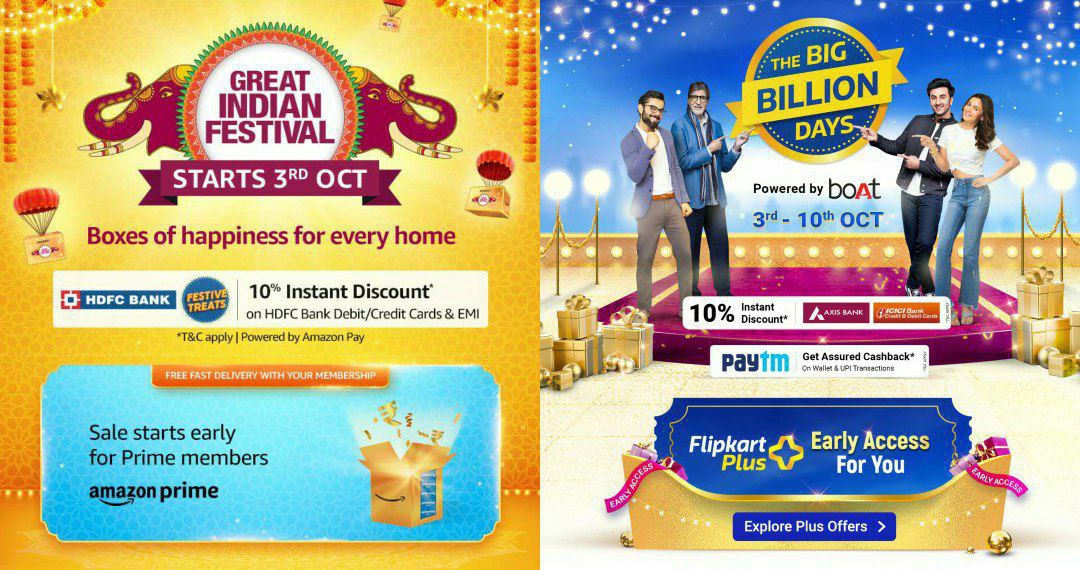 GREAT
INDIAN
FESTIVAL
STARTS 3RD OCT
Boxes of happiness for every home
HDFC BANK
FESTIVE
TREATS
10% Instant Discount*
on HDFC Bank Debit/Credit Cards & EMI
*T&C apply | Powered by Amazon Pay
FREE FAST DELIVERY WITH YOUR MEMBERSHIP
Sale starts early
for Prime members
amazon prime
THE BIG
BILLION
DAYS
Powered by boAt
3rd - 10th OCT
10% Instant
Discount*
AXIS BANK
ICICI Bank
Credit & Debit Cards
*T&C APPLY
paytm
Get Assured Cashback*
On Wallet & UPI Transactions
*T&C APPLY
Flipkart
Plus
Early Access
For You
EARLY ACCESS
EARLY ACCESS
Explore Plus Offers >